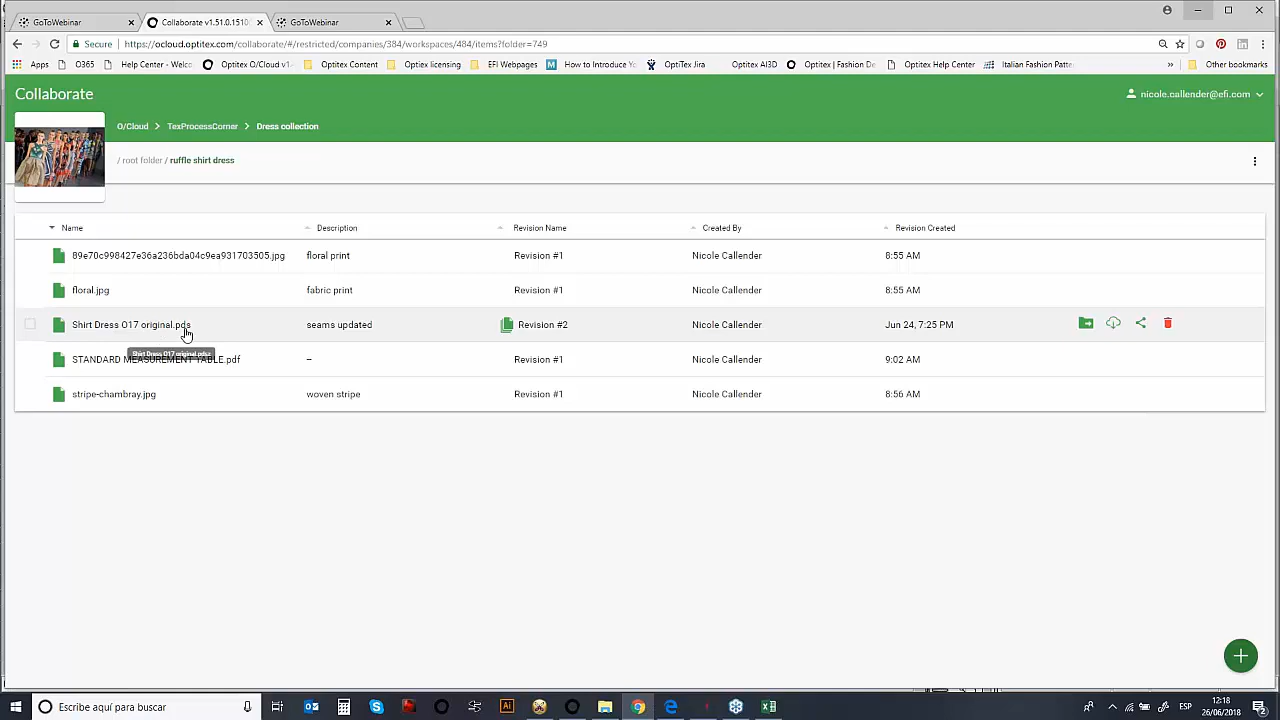 GoToWebinar
Collaborate v1.51.0.1510
GoToWebinar
Secure https://ocloud.optitex.com/collaborate/#/restricted/companies/384/workspaces/484/items?folder=749
Apps O365 Help Center - Welco Optitex O/Cloud v1. Optitex Content Optitex licensing EFI Webpages How to Introduce Yo OptiTex Jira Optitex AI3D Optitex | Fashion De Optitex Help Center Italian Fashion Patte » Other bookmarks
Collaborate
nicole.callender@efi.com
O/Cloud > TexProcessCorner > Dress collection
/ root folder / ruffle shirt dress
Name Description Revision Name Created By Revision Created
89e70c998427e36a236bda04c9ea931703505.jpg floral print Revision #1 Nicole Callender 8:55 AM
floral.jpg fabric print Revision #1 Nicole Callender 8:55 AM
Shirt Dress O17 original.pds seams updated Revision #2 Nicole Callender Jun 24, 7:25 PM
Shirt Dress O17 original.pds
STANDARD MEASUREMENT TABLE.pdf -- Revision #1 Nicole Callender 9:02 AM
stripe-chambray.jpg woven stripe Revision #1 Nicole Callender 8:56 AM
Escribe aquí para buscar
ESP
12:18
26/06/2018